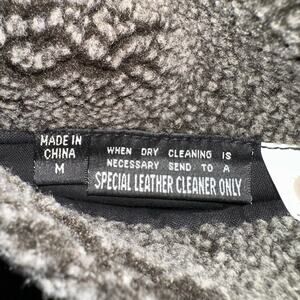 MADE IN
CHINA
M
WHEN DRY CLEANING IS
NECESSARY SEND TO A
SPECIAL LEATHER CLEANER ONLY